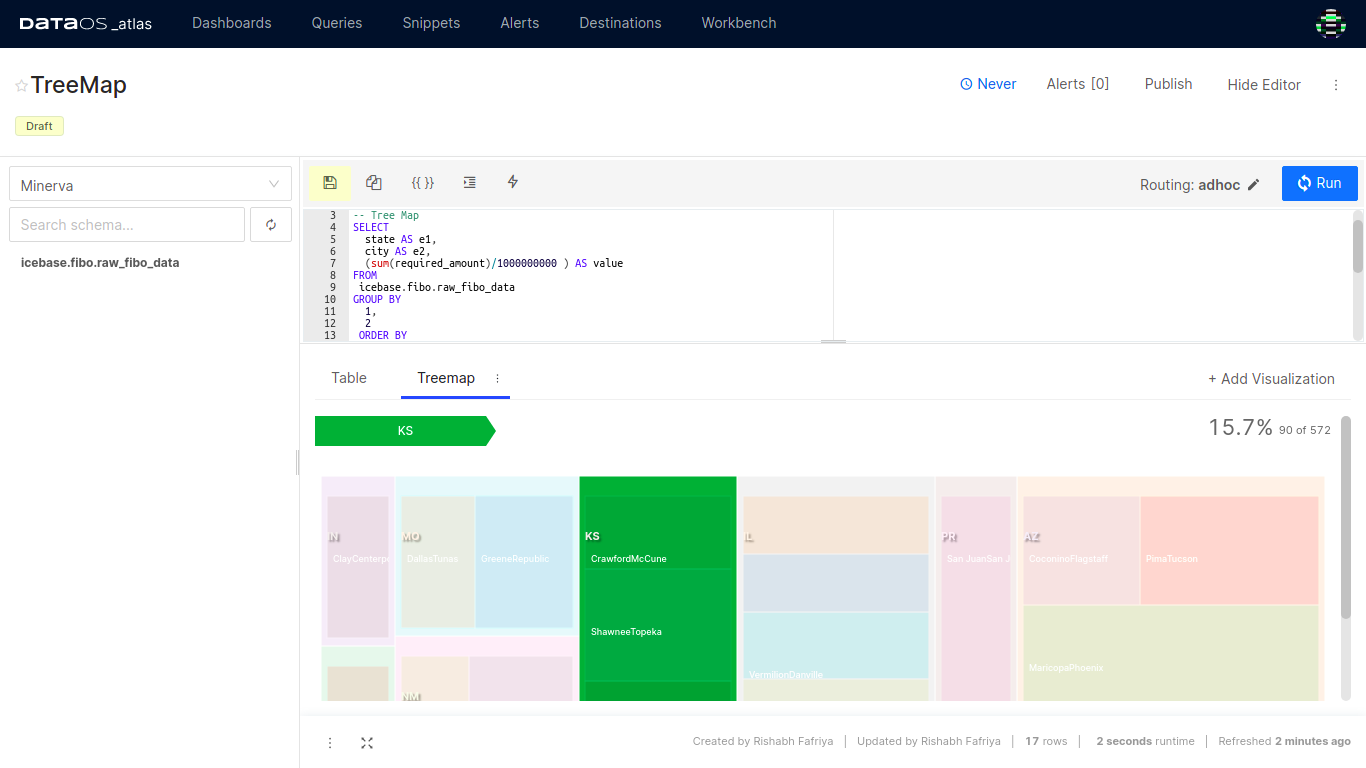 DATAOS _atlas Dashboards Queries Snippets Alerts Destinations Workbench
TreeMap
Never Alerts [0] Publish Hide Editor
Draft
Minerva
Search schema...
icebase.fibo.raw_fibo_data
{{ }}
Routing: adhoc
Run
3 -- Tree Map
4 SELECT
5 state AS e1,
6 city AS e2,
7 (sum(required_amount)/1000000000 ) AS value
8 FROM
9 icebase.fibo.raw_fibo_data
10 GROUP BY
11 1,
12 2
13 ORDER BY
Table Treemap + Add Visualization
KS
15.7% 90 of 572
IN MO KS IL PR AZ
ClayCenterpo DallasTunas GreeneRepublic CrawfordMcCune San JuanSan J CoconinoFlagstaff PimaTucson
ShawneeTopeka
MaricopaPhoenix
VermilionDanville
NM
Created by Rishabh Fafriya | Updated by Rishabh Fafriya | 17 rows | 2 seconds runtime | Refreshed 2 minutes ago